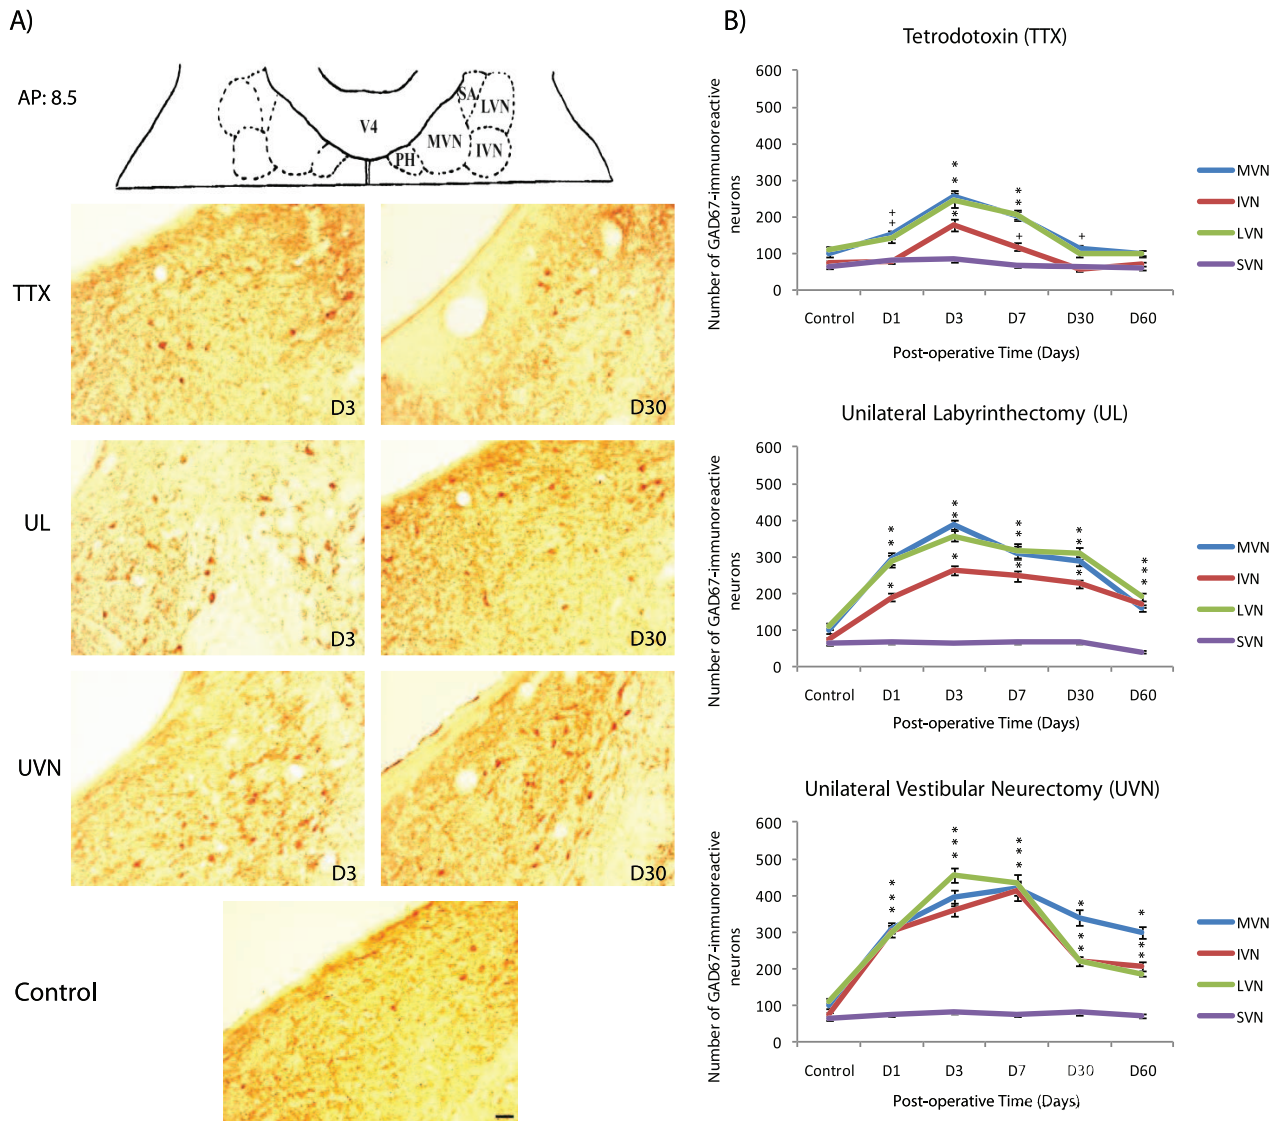 A)
AP: 8.5
V4
SA
LVN
MVN
IVN
PH
TTX
D3
D30
UL
D3
D30
UVN
D3
D30
Control
B)
Tetrodotoxin (TTX)
Number of GAD67-immunoreactive
neurons
600
500
400
300
200
100
0
* * * * * + + + +
Control D1 D3 D7 D30 D60
Post-operative Time (Days)
MVN
IVN
LVN
SVN
Unilateral Labyrinthectomy (UL)
Number of GAD67-immunoreactive
neurons
600
500
400
300
200
100
0
Control D1 D3 D7 D30 D60
Post-operative Time (Days)
MVN
IVN
LVN
SVN
Unilateral Vestibular Neurectomy (UVN)
Number of GAD67-immunoreactive
neurons
600
500
400
300
200
100
0
Control D1 D3 D7 D30 D60
Post-operative Time (Days)
MVN
IVN
LVN
SVN